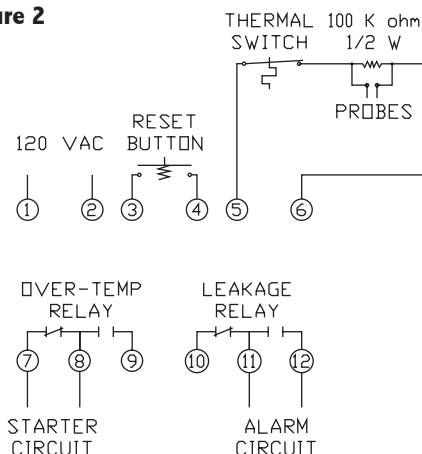 ure 2
THERMAL 100 K ohm
SWITCH 1/2 W
PROBES
RESET
120 VAC BUTTON
1 2 3 4 5 6
OVER-TEMP LEAKAGE
RELAY RELAY
7 8 9 10 11 12
STARTER ALARM
CIRCUIT CIRCUIT